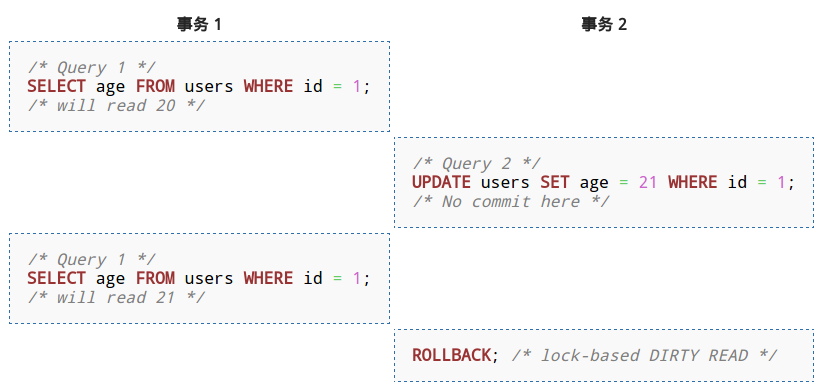 事务 1
事务 2
/* Query 1 */
SELECT age FROM users WHERE id = 1;
/* will read 20 */
/* Query 2 */
UPDATE users SET age = 21 WHERE id = 1;
/* No commit here */
/* Query 1 */
SELECT age FROM users WHERE id = 1;
/* will read 21 */
ROLLBACK; /* lock-based DIRTY READ */